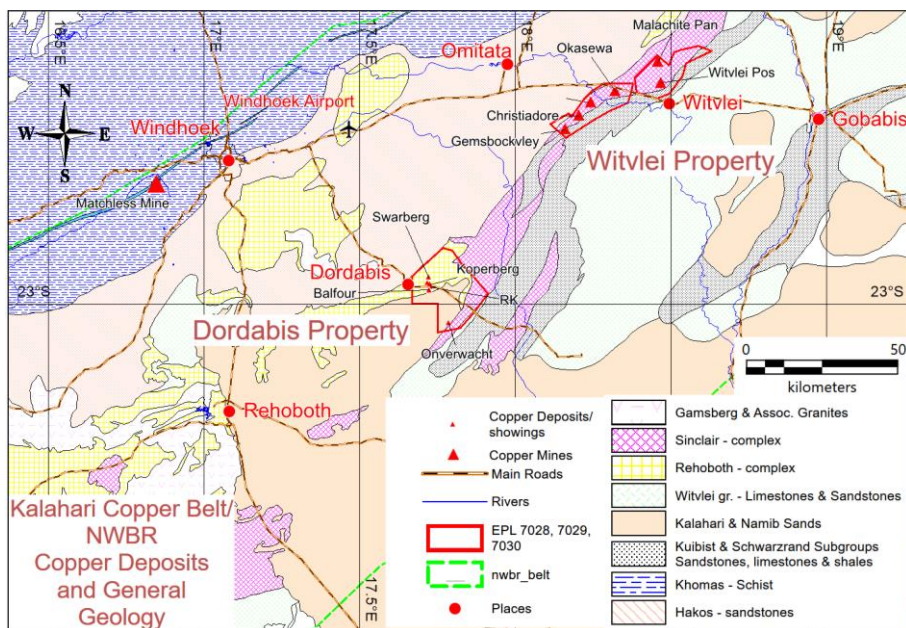 18.5°E
17°E
17.5°E
18°E
19°E
Malachite Pan
Okasewa
Omitata
Witvlei Pos
Windhoek Airport
Witvlei
Windhoek
Christiadore
Gobabis
Gemsbockvley
N
W E
S
Witvlei Property
Matchless Mine
Swarberg
Dordabis
Koperberg
23°S
23°S
Balfour
RK
Dordabis Property
Onverwacht
0 50
kilometers
Rehoboth
17.5°E
Kalahari Copper Belt/
NWBR
Copper Deposits
and General
Geology
Copper Deposits/
showings
Copper Mines
Main Roads
Rivers
EPL 7028, 7029,
7030
nwbr_belt
Places
Gamsberg & Assoc. Granites
Sinclair - complex
Rehoboth - complex
Witvlei gr. - Limestones & Sandstones
Kalahari & Namib Sands
Kuibist & Schwarzrand Subgroups
Sandstones, limestones & shales
Khomas - Schist
Hakos - sandstones